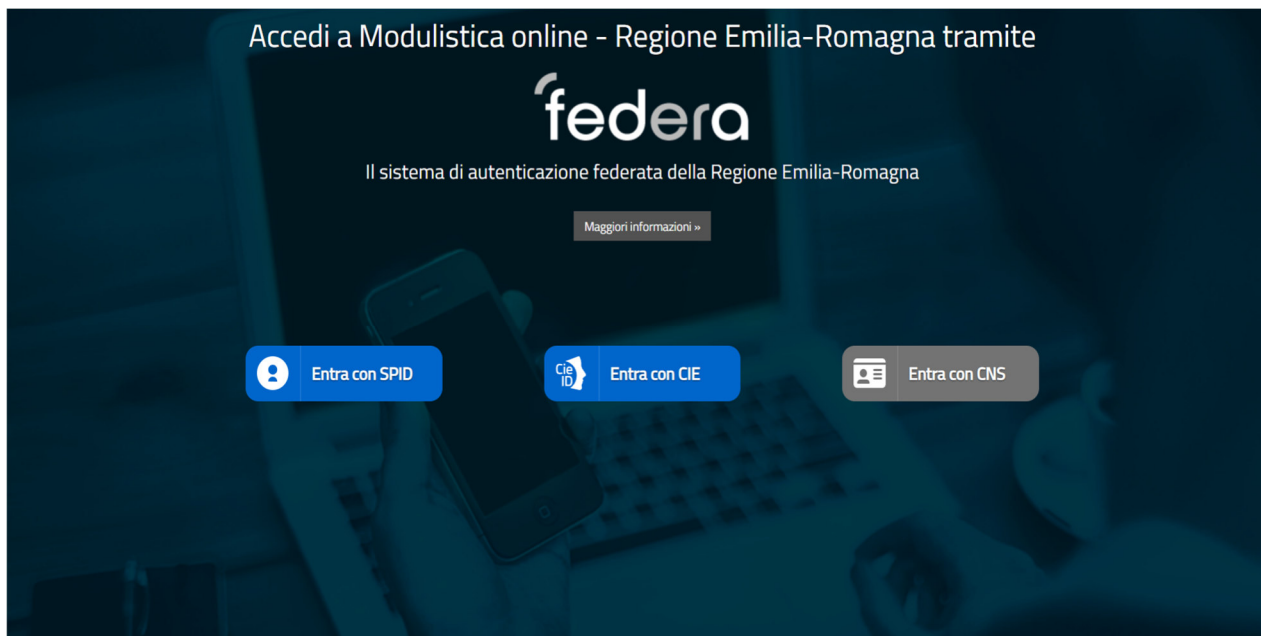 Accedi a Modulistica online - Regione Emilia-Romagna tramite
federa
Il sistema di autenticazione federata della Regione Emilia-Romagna
Maggiori informazioni »
Entra con SPID
Cie
ID
Entra con CIE
Entra con CNS